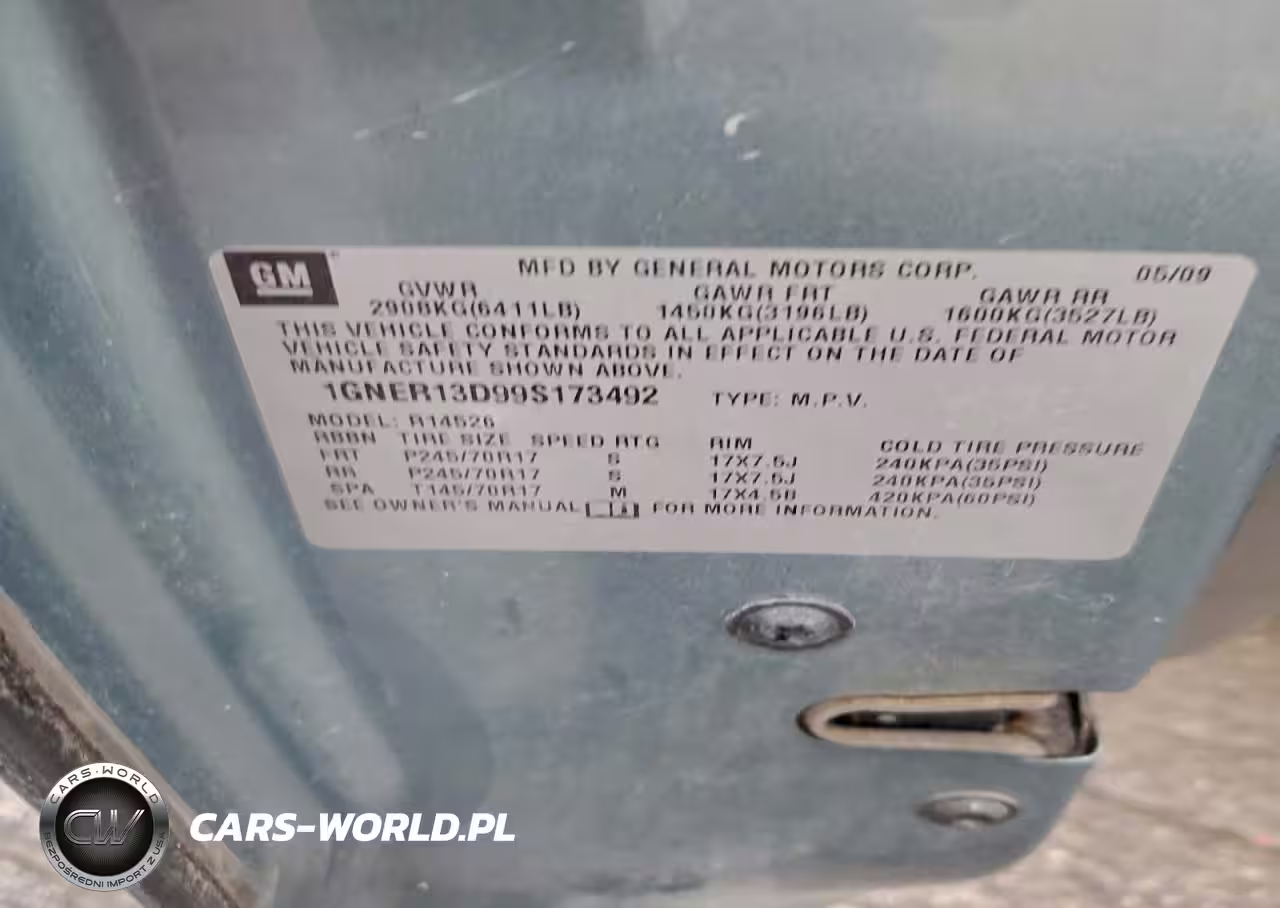 GM
MFD BY GENERAL MOTORS CORP. 05/09
GVWR GAWR FRT GAWR RR
2908KG(6411LB) 1450KG(3196LB) 1600KG(3527LB)
THIS VEHICLE CONFORMS TO ALL APPLICABLE U.S. FEDERAL MOTOR
VEHICLE SAFETY STANDARDS IN EFFECT ON THE DATE OF
MANUFACTURE SHOWN ABOVE.
1GNER13D99S173492 TYPE: M.P.V.
MODEL: R14526
RBBN TIRE SIZE SPEED RTG RIM COLD TIRE PRESSURE
FRT P245/70R17 S 17X7.5J 240KPA(35PSI)
RR P245/70R17 S 17X7.5J 240KPA(35PSI)
SPA T145/70R17 M 17X4.5B 420KPA(60PSI)
SEE OWNER'S MANUAL FOR MORE INFORMATION.
CARS-WORLD
CW
BEZPOŚREDNI IMPORT Z USA
CARS-WORLD.PL